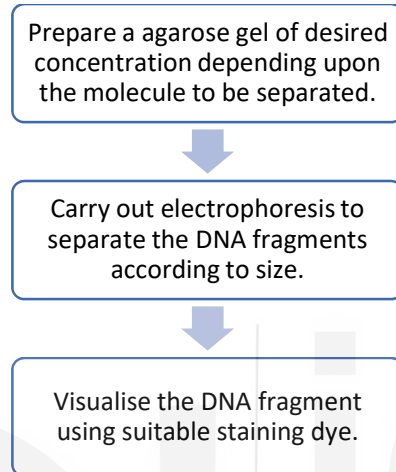 Prepare a agarose gel of desired
concentration depending upon
the molecule to be separated.
Carry out electrophoresis to
separate the DNA fragments
according to size.
Visualise the DNA fragment
using suitable staining dye.